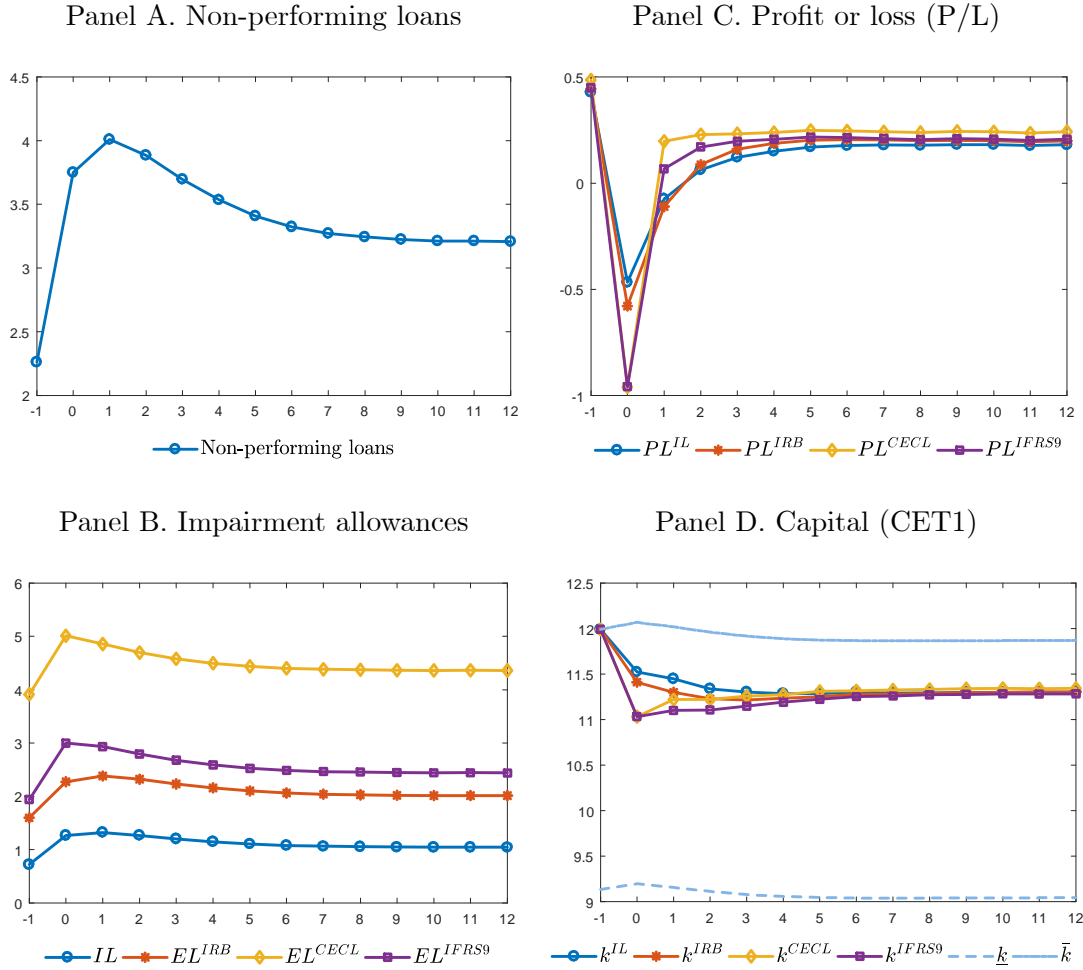 Panel A. Non-performing loans
4.5
4
3.5
3
2.5
2
-1 0 1 2 3 4 5 6 7 8 9 10 11 12
Non-performing loans
Panel C. Profit or loss (P/L)
0.5
0
-0.5
-1
-1 0 1 2 3 4 5 6 7 8 9 10 11 12
PL^{IL} PL^{IRB} PL^{CECL} PL^{IFRS9}
Panel B. Impairment allowances
6
5
4
3
2
1
0
-1 0 1 2 3 4 5 6 7 8 9 10 11 12
IL EL^{IRB} EL^{CECL} EL^{IFRS9}
Panel D. Capital (CET1)
12.5
12
11.5
11
10.5
10
9.5
9
-1 0 1 2 3 4 5 6 7 8 9 10 11 12
k^{IL} k^{IRB} k^{CECL} k^{IFRS9} k̲ k̄